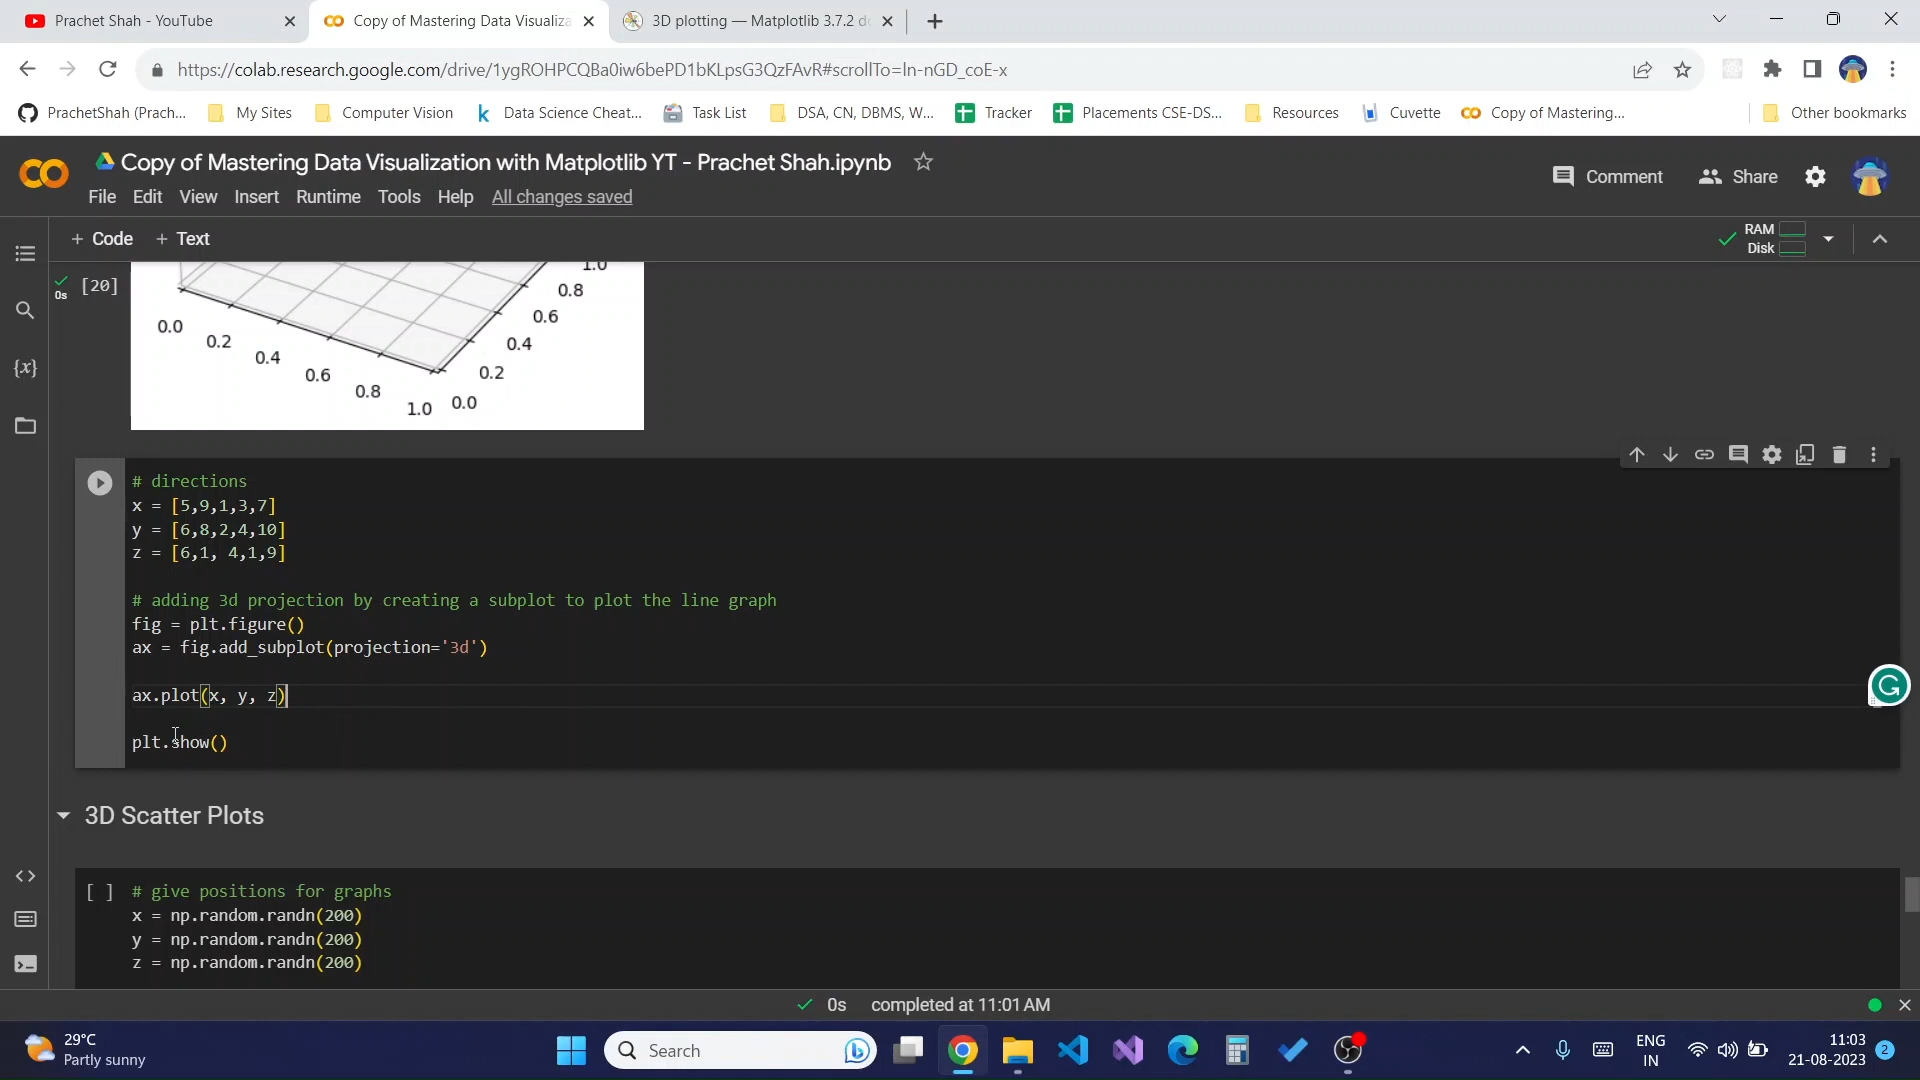 Prachet Shah - YouTube
Copy of Mastering Data Visualiza
3D plotting — Matplotlib 3.7.2 d
https://colab.research.google.com/drive/1ygROHPCQBa0iw6bePD1bKLpsG3QzFAvR#scrollTo=ln-nGD_coE-x
PrachetShah (Prach...
My Sites
Computer Vision
Data Science Cheat...
Task List
DSA, CN, DBMS, W...
Tracker
Placements CSE-DS...
Resources
Cuvette
Copy of Mastering...
Other bookmarks
Copy of Mastering Data Visualization with Matplotlib YT - Prachet Shah.ipynb
Comment
Share
File Edit View Insert Runtime Tools Help All changes saved
+ Code + Text
RAM
Disk
0s
[20]
1.0
0.8
0.6
0.4
0.2
0.0
0.0
0.2
0.4
0.6
0.8
1.0
# directions
x = [5,9,1,3,7]
y = [6,8,2,4,10]
z = [6,1, 4,1,9]
# adding 3d projection by creating a subplot to plot the line graph
fig = plt.figure()
ax = fig.add_subplot(projection='3d')
ax.plot(x, y, z)
plt.show()
3D Scatter Plots
[ ]
# give positions for graphs
x = np.random.randn(200)
y = np.random.randn(200)
z = np.random.randn(200)
0s completed at 11:01 AM
29°C
Partly sunny
Search
ENG
IN
11:03
21-08-2023
2